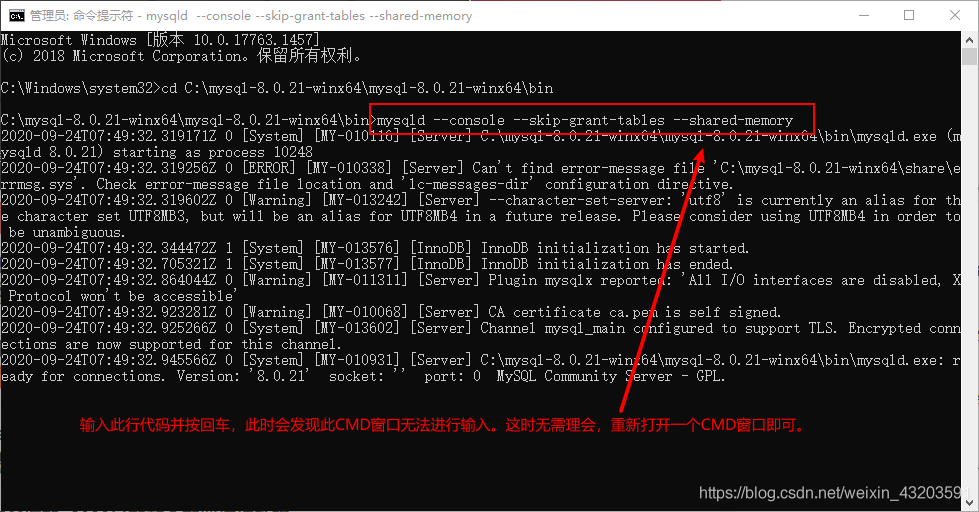 管理员: 命令提示符 - mysqld  --console --skip-grant-tables --shared-memory
Microsoft Windows [版本 10.0.17763.1457]
(c) 2018 Microsoft Corporation。保留所有权利。
C:\Windows\system32>cd C:\mysql-8.0.21-winx64\mysql-8.0.21-winx64\bin
C:\mysql-8.0.21-winx64\mysql-8.0.21-winx64\bin>mysqld --console --skip-grant-tables --shared-memory
2020-09-24T07:49:32.319171Z 0 [System] [MY-010116] [Server] C:\mysql-8.0.21-winx64\mysql-8.0.21-winx64\bin\mysqld.exe (m
ysqld 8.0.21) starting as process 10248
2020-09-24T07:49:32.319256Z 0 [ERROR] [MY-010338] [Server] Can't find error-message file 'C:\mysql-8.0.21-winx64\share\e
rrmsg.sys'. Check error-message file location and 'lc-messages-dir' configuration directive.
2020-09-24T07:49:32.319602Z 0 [Warning] [MY-013242] [Server] --character-set-server: 'utf8' is currently an alias for th
e character set UTF8MB3, but will be an alias for UTF8MB4 in a future release. Please consider using UTF8MB4 in order to
be unambiguous.
2020-09-24T07:49:32.344472Z 1 [System] [MY-013576] [InnoDB] InnoDB initialization has started.
2020-09-24T07:49:32.705321Z 1 [System] [MY-013577] [InnoDB] InnoDB initialization has ended.
2020-09-24T07:49:32.864044Z 0 [Warning] [MY-011311] [Server] Plugin mysqlx reported: 'All I/O interfaces are disabled, X
Protocol won't be accessible'
2020-09-24T07:49:32.923281Z 0 [Warning] [MY-010068] [Server] CA certificate ca.pem is self signed.
2020-09-24T07:49:32.925266Z 0 [System] [MY-013602] [Server] Channel mysql_main configured to support TLS. Encrypted conn
ections are now supported for this channel.
2020-09-24T07:49:32.945566Z 0 [System] [MY-010931] [Server] C:\mysql-8.0.21-winx64\mysql-8.0.21-winx64\bin\mysqld.exe: r
eady for connections. Version: '8.0.21'  socket: ''  port: 0  MySQL Community Server - GPL.
输入此行代码并按回车，此时会发现此CMD窗口无法进行输入。这时无需理会，重新打开一个CMD窗口即可。
https://blog.csdn.net/weixin_43203591